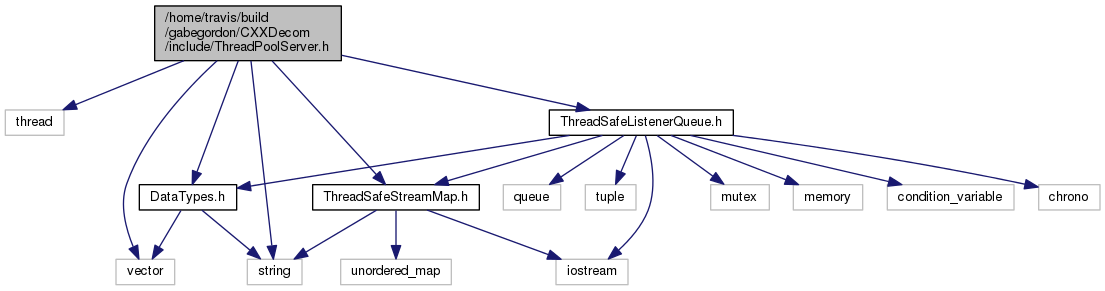 /home/travis/build
/gabegordon/CXXDecom
/include/ThreadPoolServer.h
thread
ThreadSafeListenerQueue.h
DataTypes.h
ThreadSafeStreamMap.h
queue
tuple
mutex
memory
condition_variable
chrono
vector
string
unordered_map
iostream